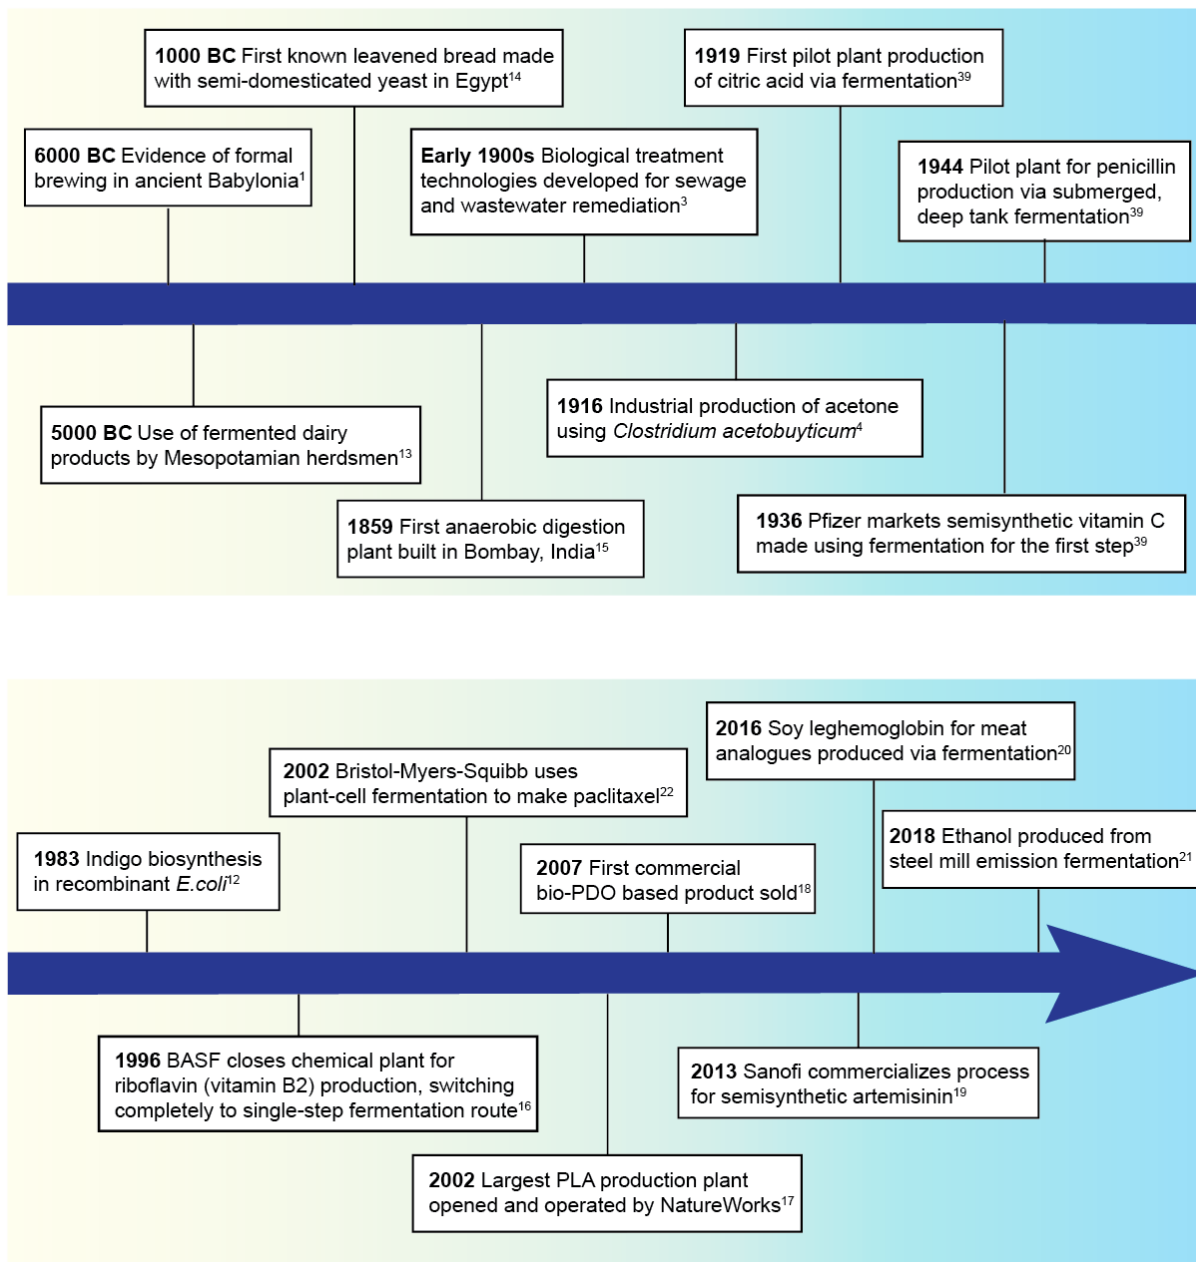 1000 BC First known leavened bread made
with semi-domesticated yeast in Egypt14
1919 First pilot plant production
of citric acid via fermentation39
6000 BC Evidence of formal
brewing in ancient Babylonia1
Early 1900s Biological treatment
technologies developed for sewage
and wastewater remediation3
1944 Pilot plant for penicillin
production via submerged,
deep tank fermentation39
5000 BC Use of fermented dairy
products by Mesopotamian herdsmen13
1916 Industrial production of acetone
using Clostridium acetobuyticum4
1859 First anaerobic digestion
plant built in Bombay, India15
1936 Pfizer markets semisynthetic vitamin C
made using fermentation for the first step39
2016 Soy leghemoglobin for meat
analogues produced via fermentation20
2002 Bristol-Myers-Squibb uses
plant-cell fermentation to make paclitaxel22
1983 Indigo biosynthesis
in recombinant E.coli12
2007 First commercial
bio-PDO based product sold18
2018 Ethanol produced from
steel mill emission fermentation21
1996 BASF closes chemical plant for
riboflavin (vitamin B2) production, switching
completely to single-step fermentation route16
2013 Sanofi commercializes process
for semisynthetic artemisinin19
2002 Largest PLA production plant
opened and operated by NatureWorks17